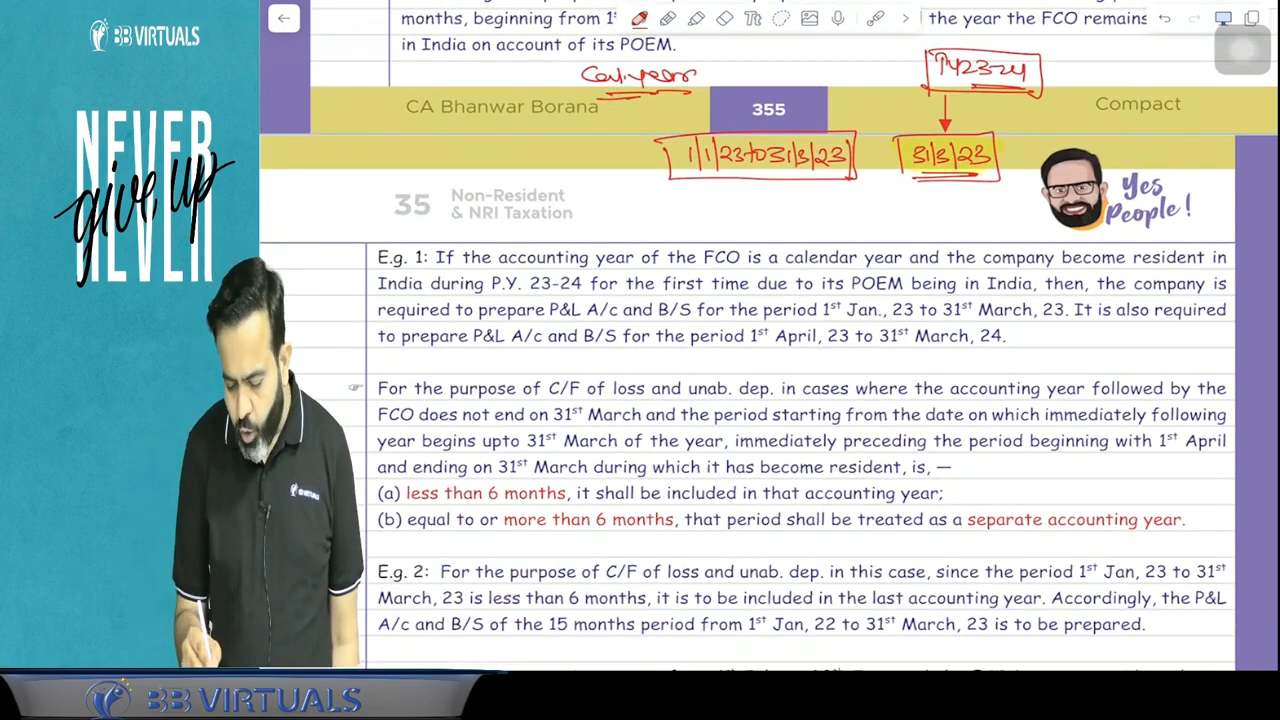 BB VIRTUALS
NEVER
give up
NEVER
months, beginning from 1st
the year the FCO remains
in India on account of its POEM.
Cal. year
PY 23-24
CA Bhanwar Borana
355
Compact
1|1|23 to 31|3|23
31|3|23
35 Non-Resident
& NRI Taxation
Yes
People!
E.g. 1: If the accounting year of the FCO is a calendar year and the company become resident in
India during P.Y. 23-24 for the first time due to its POEM being in India, then, the company is
required to prepare P&L A/c and B/S for the period 1st Jan., 23 to 31st March, 23. It is also required
to prepare P&L A/c and B/S for the period 1st April, 23 to 31st March, 24.
For the purpose of C/F of loss and unab. dep. in cases where the accounting year followed by the
FCO does not end on 31st March and the period starting from the date on which immediately following
year begins upto 31st March of the year, immediately preceding the period beginning with 1st April
and ending on 31st March during which it has become resident, is, —
(a) less than 6 months, it shall be included in that accounting year;
(b) equal to or more than 6 months, that period shall be treated as a separate accounting year.
E.g. 2: For the purpose of C/F of loss and unab. dep. in this case, since the period 1st Jan, 23 to 31st
March, 23 is less than 6 months, it is to be included in the last accounting year. Accordingly, the P&L
A/c and B/S of the 15 months period from 1st Jan, 22 to 31st March, 23 is to be prepared.
BB VIRTUALS
BB VIRTUALS